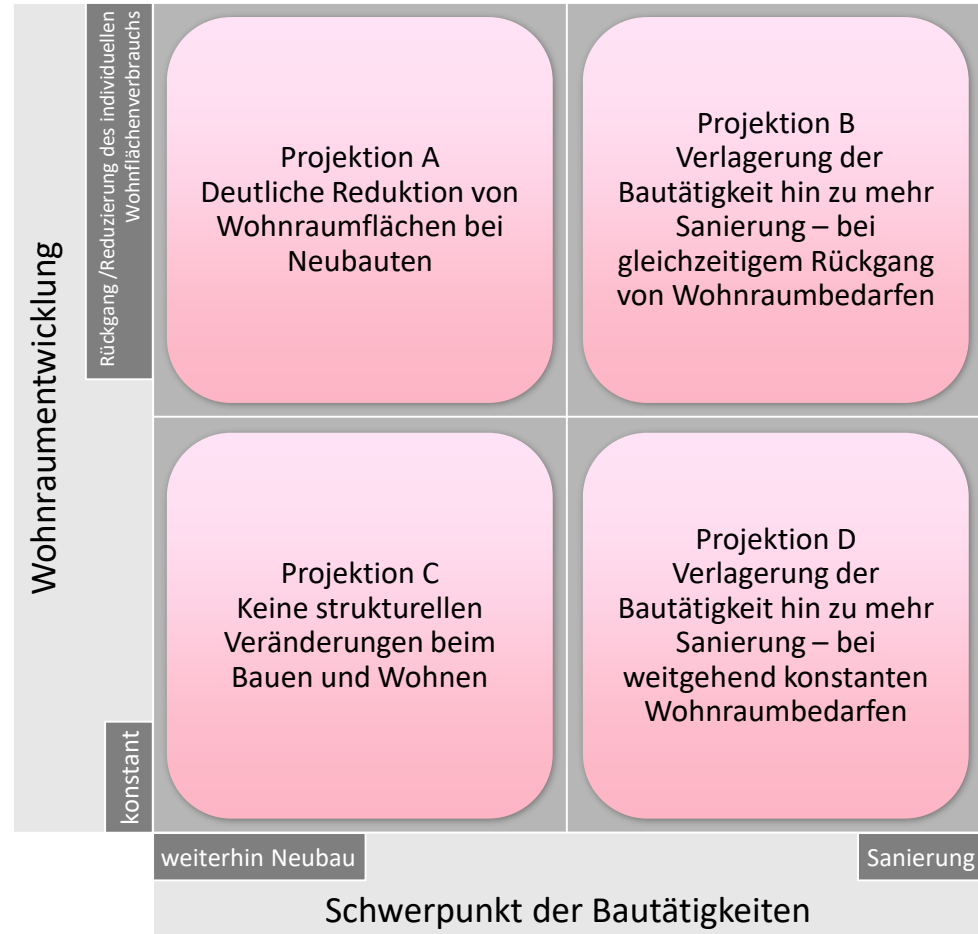 Wohnraumentwicklung
Rückgang /Reduzierung des individuellen
Wohnflächenverbrauchs
konstant
Projektion A
Deutliche Reduktion von
Wohnraumflächen bei
Neubauten
Projektion B
Verlagerung der
Bautätigkeit hin zu mehr
Sanierung – bei
gleichzeitigem Rückgang
von Wohnraumbedarfen
Projektion C
Keine strukturellen
Veränderungen beim
Bauen und Wohnen
Projektion D
Verlagerung der
Bautätigkeit hin zu mehr
Sanierung – bei
weitgehend konstanten
Wohnraumbedarfen
weiterhin Neubau
Sanierung
Schwerpunkt der Bautätigkeiten